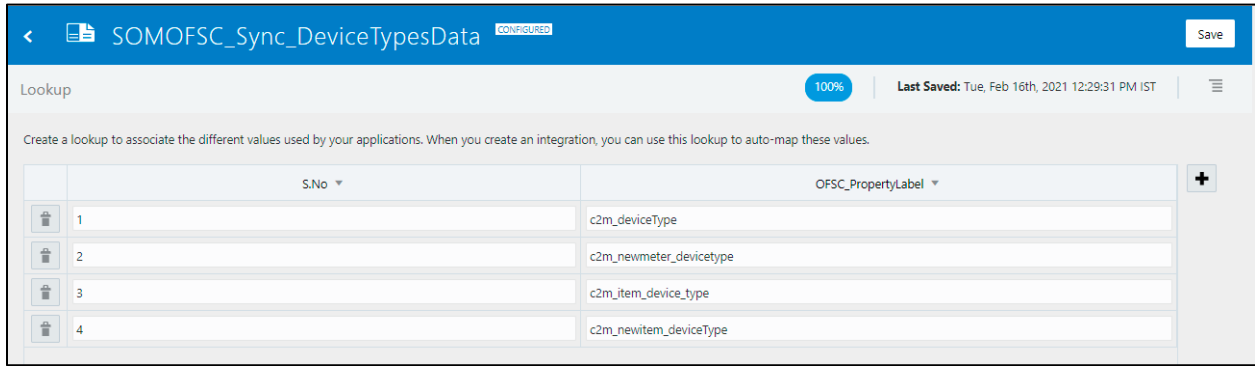 SOMOFSC_Sync_DeviceTypesData CONFIGURED Save
Lookup 100% Last Saved: Tue, Feb 16th, 2021 12:29:31 PM IST
Create a lookup to associate the different values used by your applications. When you create an integration, you can use this lookup to auto-map these values.
S.No OFSC_PropertyLabel
1 c2m_deviceType
2 c2m_newmeter_devicetype
3 c2m_item_device_type
4 c2m_newitem_deviceType